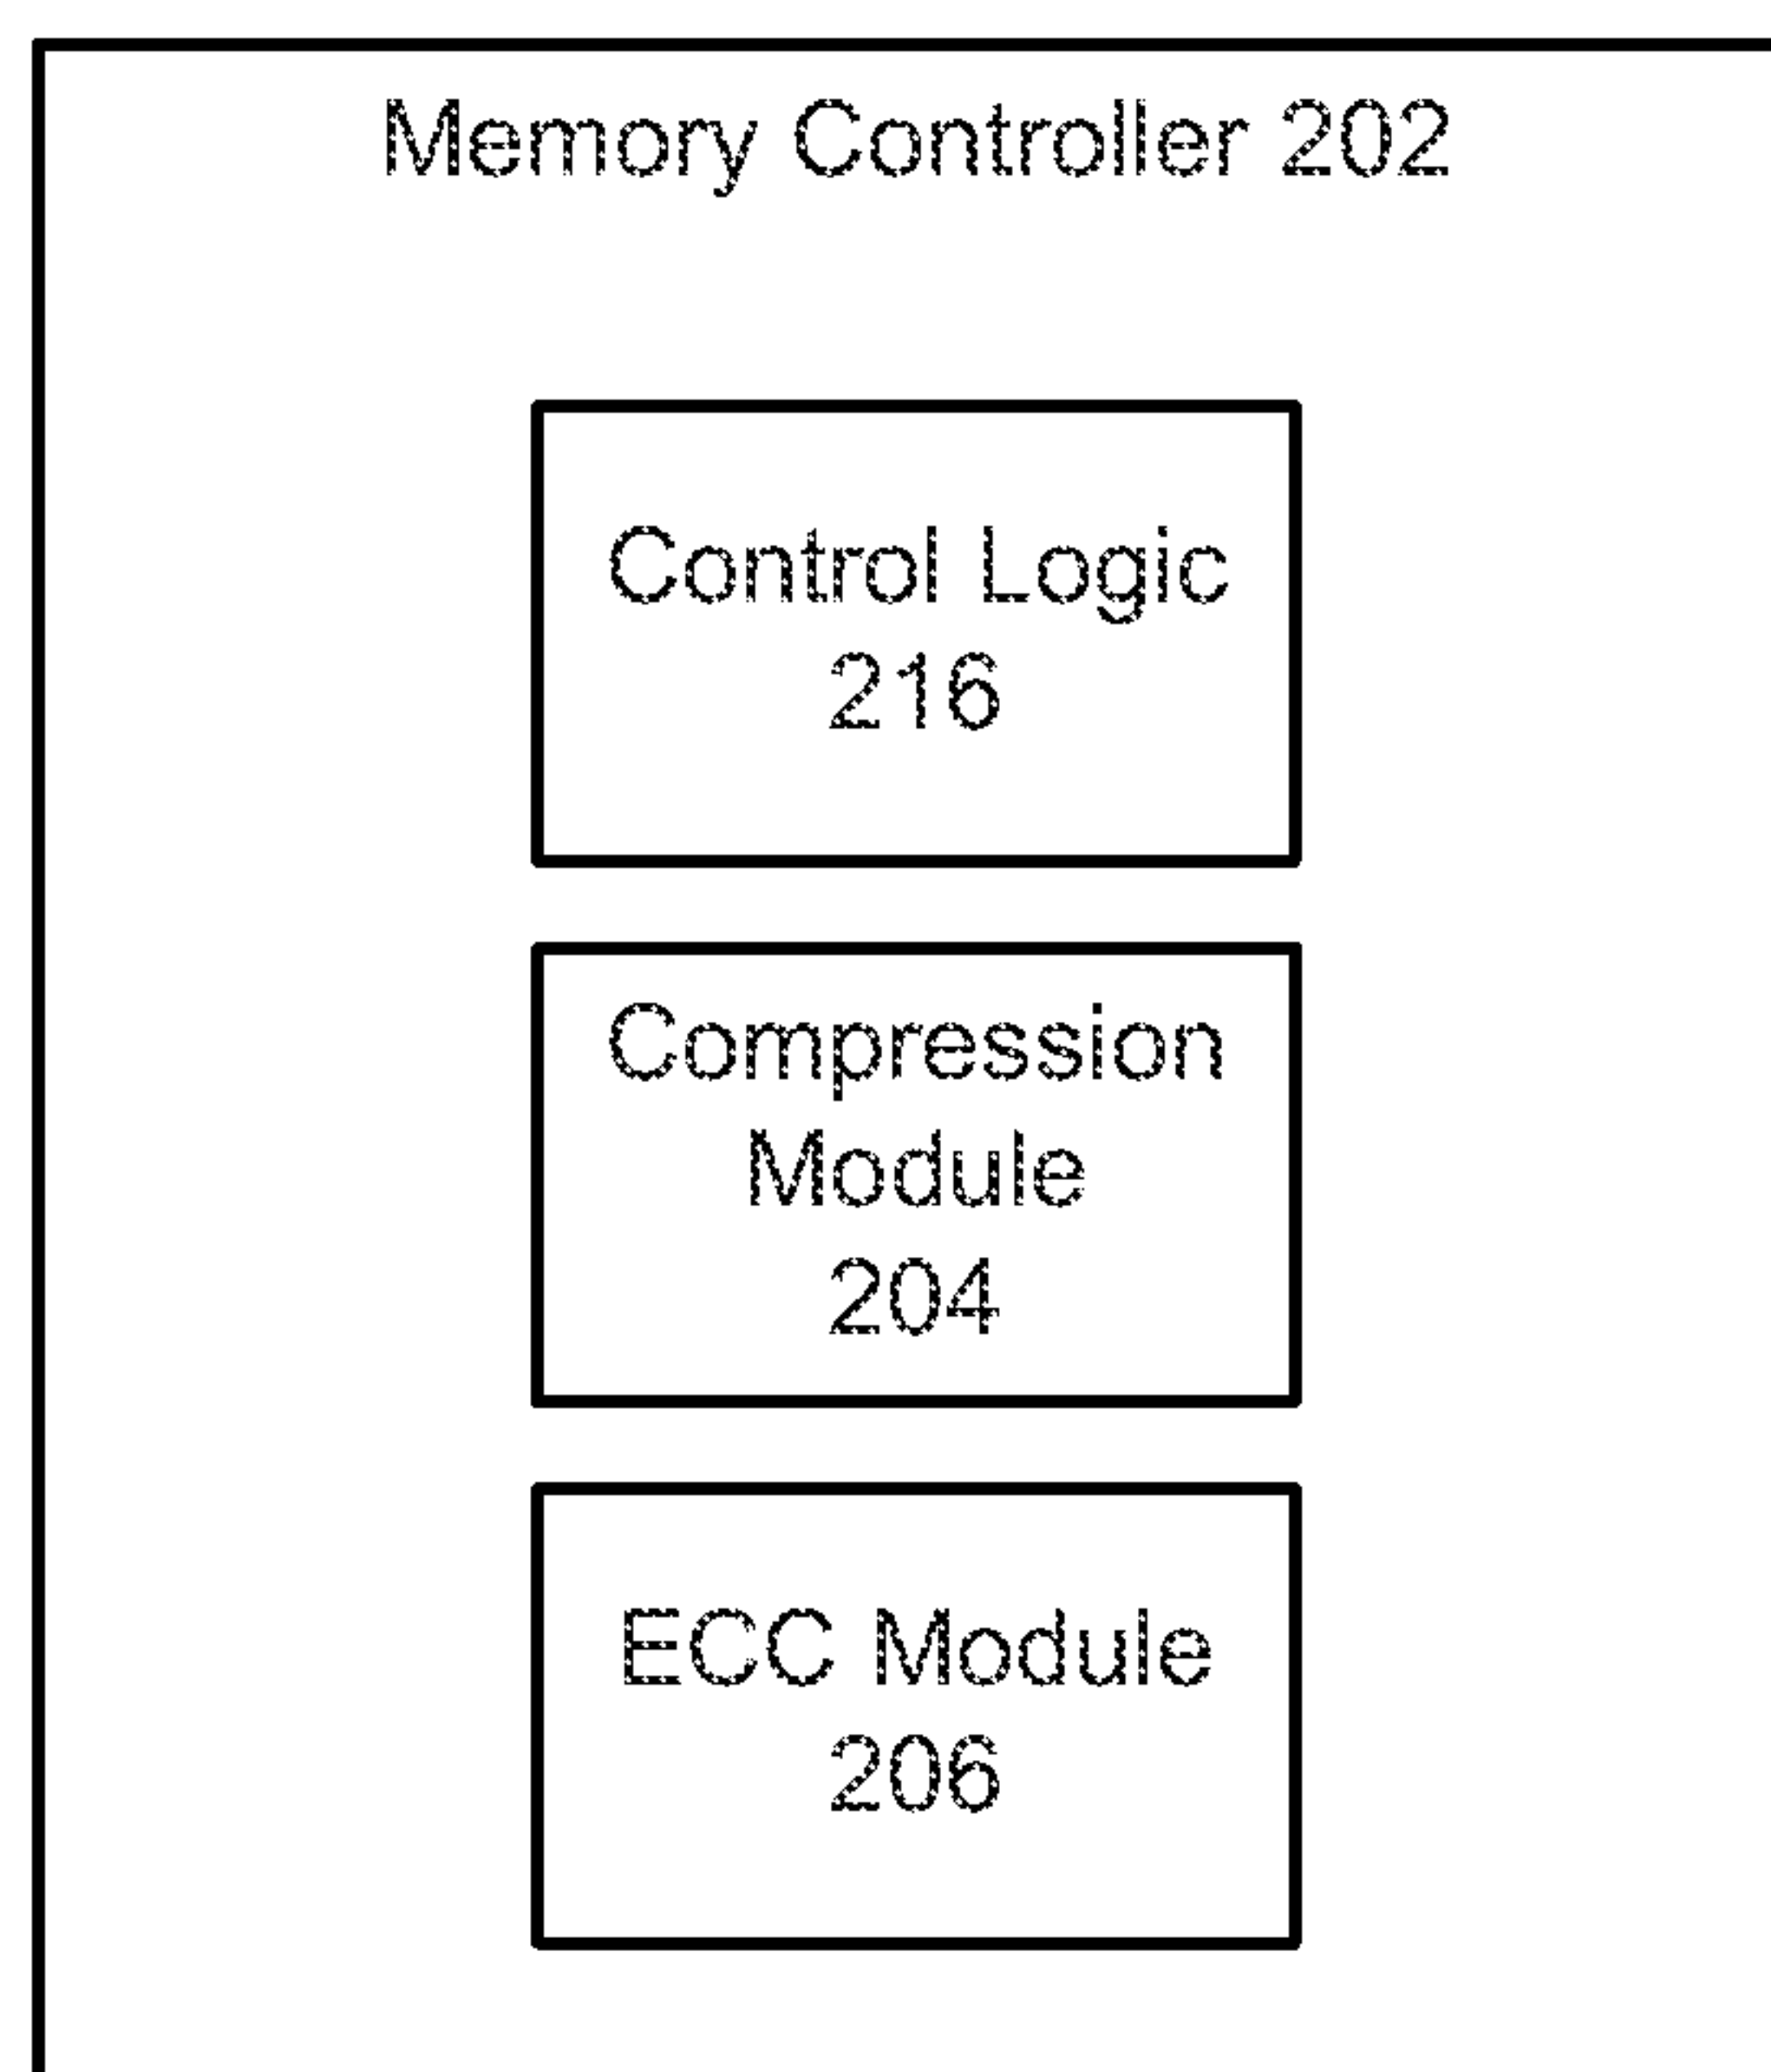 Memory Controller 202
Control Logic
216
Compression
Module
204
ECC Module
206